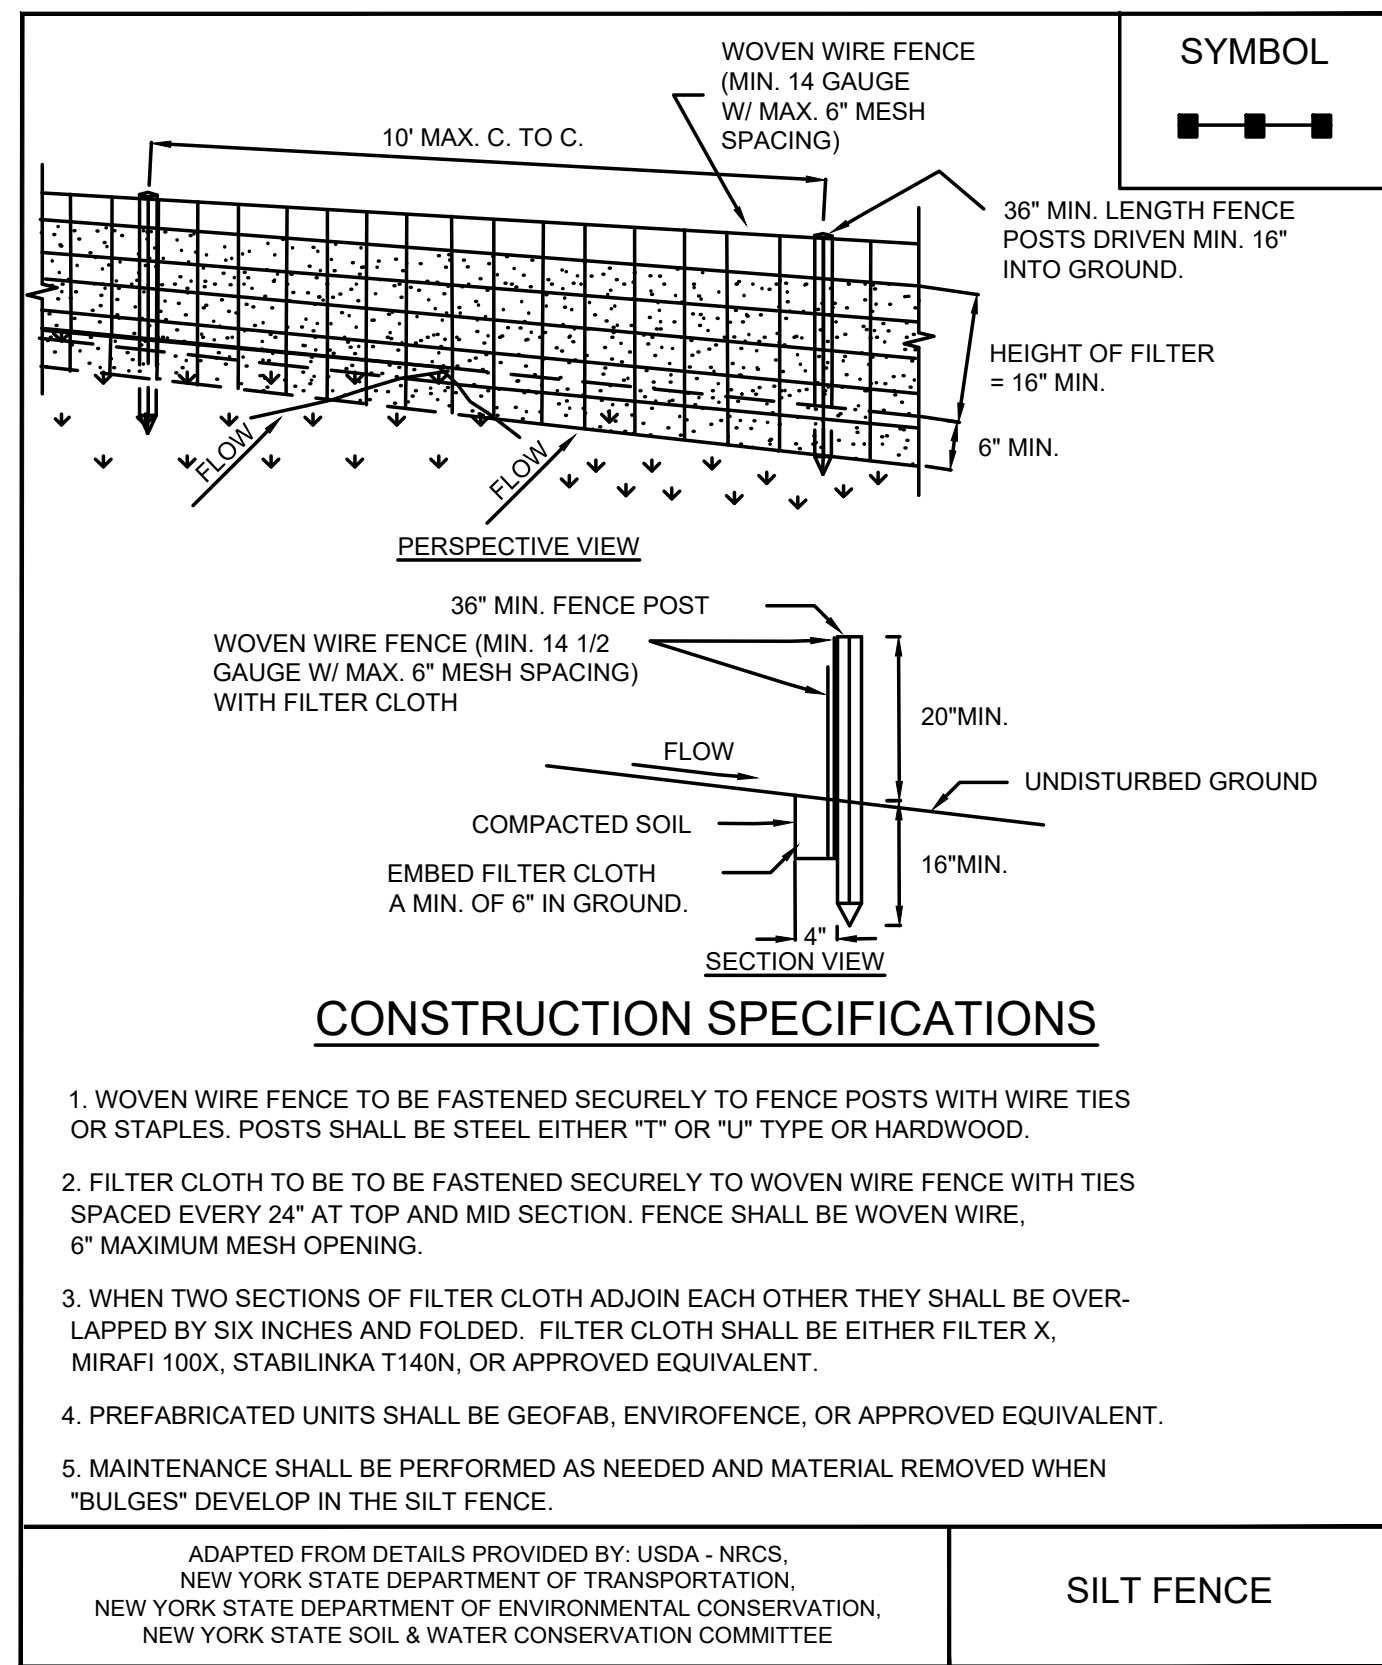 WOVEN WIRE FENCE
(MIN. 14 GAUGE
W/ MAX. 6" MESH
SPACING)
SYMBOL
10' MAX. C. TO C.
36" MIN. LENGTH FENCE
POSTS DRIVEN MIN. 16"
INTO GROUND.
HEIGHT OF FILTER
= 16" MIN.
6" MIN.
FLOW
FLOW
PERSPECTIVE VIEW
36" MIN. FENCE POST
WOVEN WIRE FENCE (MIN. 14 1/2
GAUGE W/ MAX. 6" MESH SPACING)
WITH FILTER CLOTH
20"MIN.
FLOW
UNDISTURBED GROUND
COMPACTED SOIL
EMBED FILTER CLOTH
A MIN. OF 6" IN GROUND.
16"MIN.
4"
SECTION VIEW
CONSTRUCTION SPECIFICATIONS
1. WOVEN WIRE FENCE TO BE FASTENED SECURELY TO FENCE POSTS WITH WIRE TIES
OR STAPLES. POSTS SHALL BE STEEL EITHER "T" OR "U" TYPE OR HARDWOOD.
2. FILTER CLOTH TO BE TO BE FASTENED SECURELY TO WOVEN WIRE FENCE WITH TIES
SPACED EVERY 24" AT TOP AND MID SECTION. FENCE SHALL BE WOVEN WIRE,
6" MAXIMUM MESH OPENING.
3. WHEN TWO SECTIONS OF FILTER CLOTH ADJOIN EACH OTHER THEY SHALL BE OVER-
LAPPED BY SIX INCHES AND FOLDED. FILTER CLOTH SHALL BE EITHER FILTER X,
MIRAFI 100X, STABILINKA T140N, OR APPROVED EQUIVALENT.
4. PREFABRICATED UNITS SHALL BE GEOFAB, ENVIROFENCE, OR APPROVED EQUIVALENT.
5. MAINTENANCE SHALL BE PERFORMED AS NEEDED AND MATERIAL REMOVED WHEN
"BULGES" DEVELOP IN THE SILT FENCE.
ADAPTED FROM DETAILS PROVIDED BY: USDA - NRCS,
NEW YORK STATE DEPARTMENT OF TRANSPORTATION,
NEW YORK STATE DEPARTMENT OF ENVIRONMENTAL CONSERVATION,
NEW YORK STATE SOIL & WATER CONSERVATION COMMITTEE
SILT FENCE